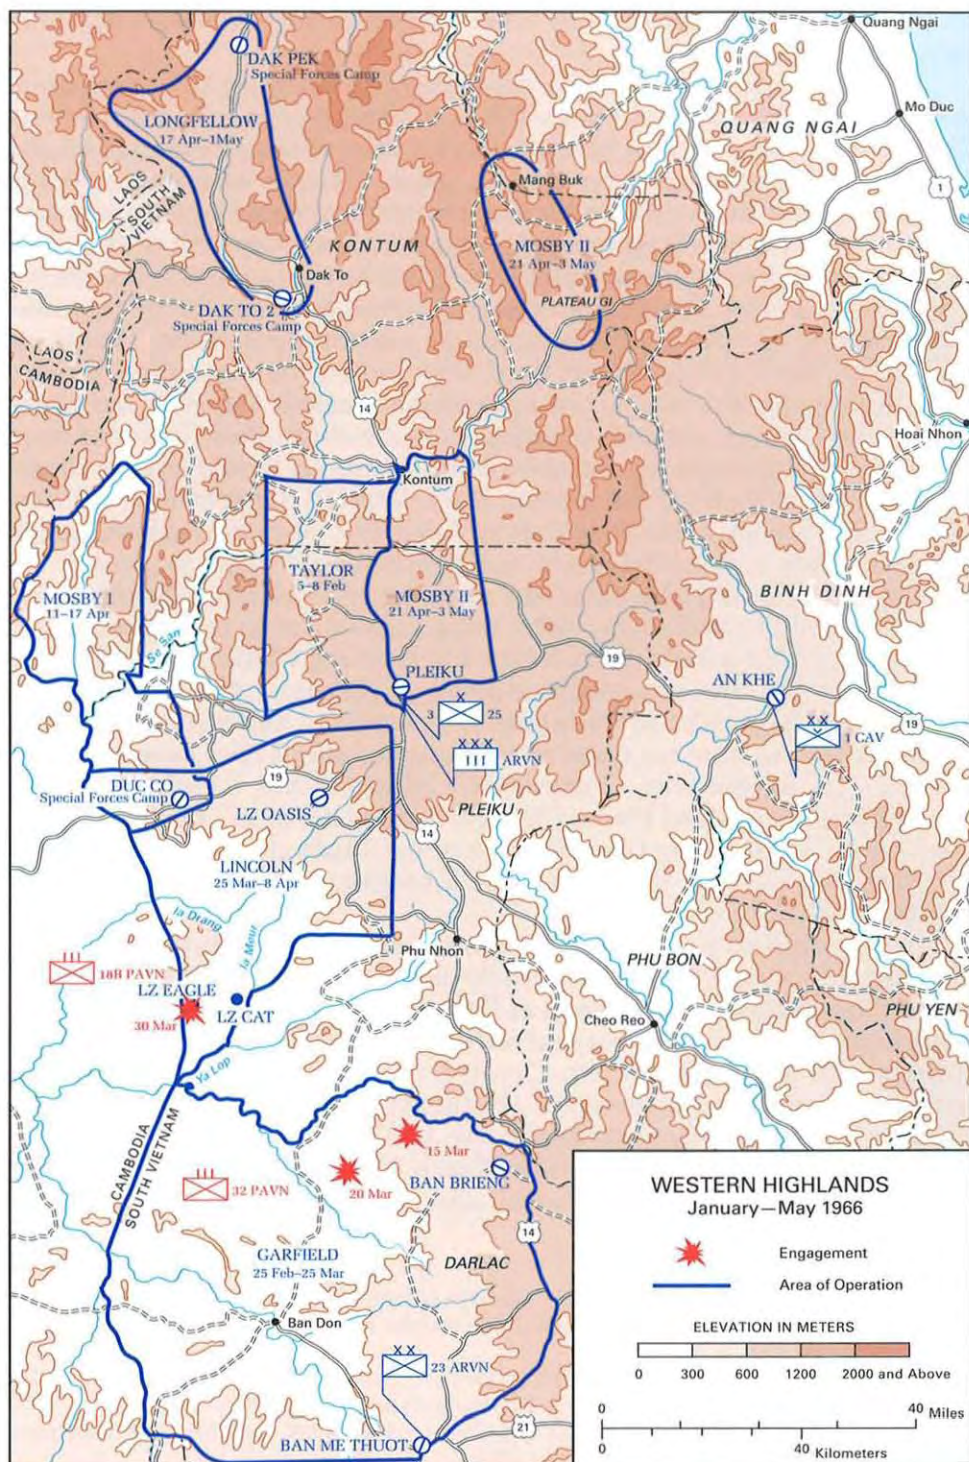 Quang Ngai
DAK PEK
Special Forces Camp
LONGFELLOW
17 Apr–1May
Mo Duc
QUANG NGAI
1
Mang Buk
LAOS
SOUTH
VIETNAM
KONTUM
MOSBY II
21 Apr–3 May
Dak To
PLATEAU GI
DAK TO 2
Special Forces Camp
LAOS
CAMBODIA
14
Hoai Nhon
Kontum
TAYLOR
5–8 Feb
MOSBY I
11–17 Apr
MOSBY II
21 Apr–3 May
BINH DINH
Se San
19
PLEIKU
AN KHE
3
X
25
XX
1 CAV
19
XXX
III
ARVN
DUC CO
Special Forces Camp
19
LZ OASIS
PLEIKU
14
LINCOLN
25 Mar–8 Apr
Ia Drang
Ia Meur
Phu Nhon
PHU BON
III
18B PAVN
LZ EAGLE
30 Mar
LZ CAT
Cheo Reo
PHU YEN
Ya Lop
CAMBODIA
SOUTH VIETNAM
15 Mar
20 Mar
BAN BRIENG
III
32 PAVN
14
GARFIELD
25 Feb–25 Mar
DARLAC
Ban Don
XX
23 ARVN
21
BAN ME THUOT
WESTERN HIGHLANDS
January—May 1966
Engagement
Area of Operation
ELEVATION IN METERS
0 300 600 1200 2000 and Above
0 40 Miles
0 40
Kilometers